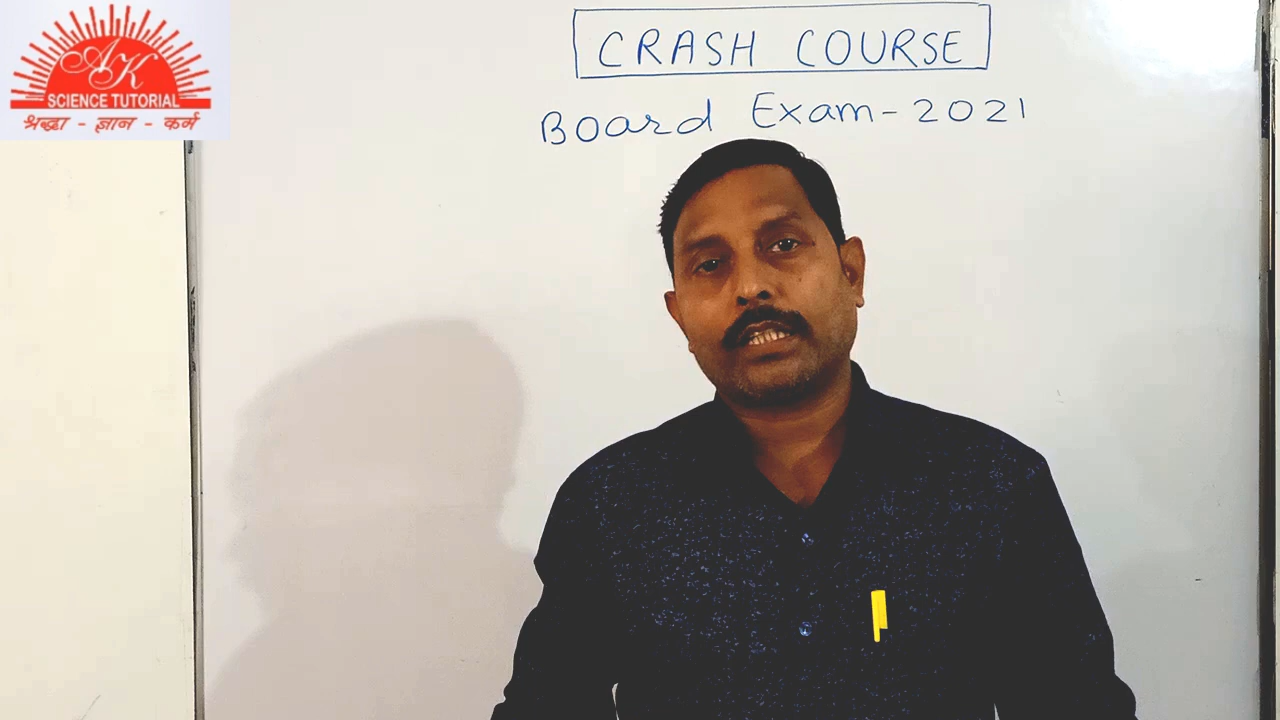 AK
SCIENCE TUTORIAL
श्रद्धा - ज्ञान - कर्म
CRASH COURSE
Board Exam-2021